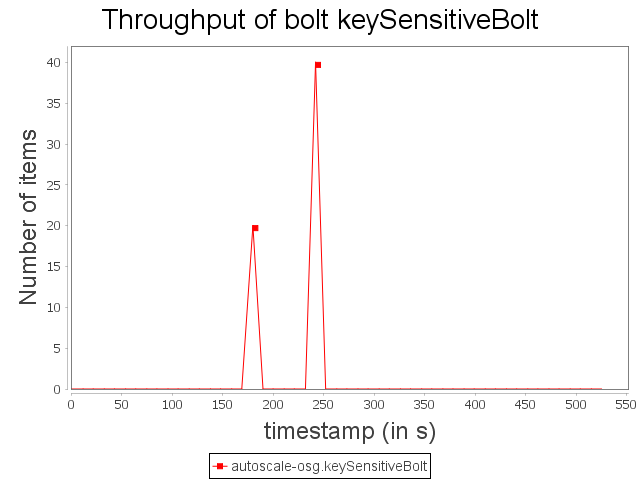 Throughput of bolt keySensitiveBolt
Number of items
40
35
30
25
20
15
10
5
0
0 50 100 150 200 250 300 350 400 450 500 550
timestamp (in s)
autoscale-osg.keySensitiveBolt